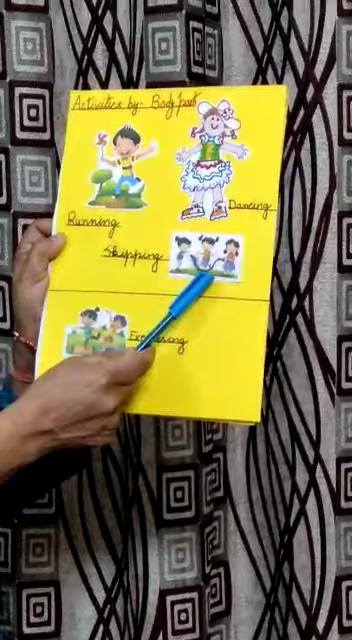 Activities by:- Body part
Dancing
Running
Skipping
Exercising